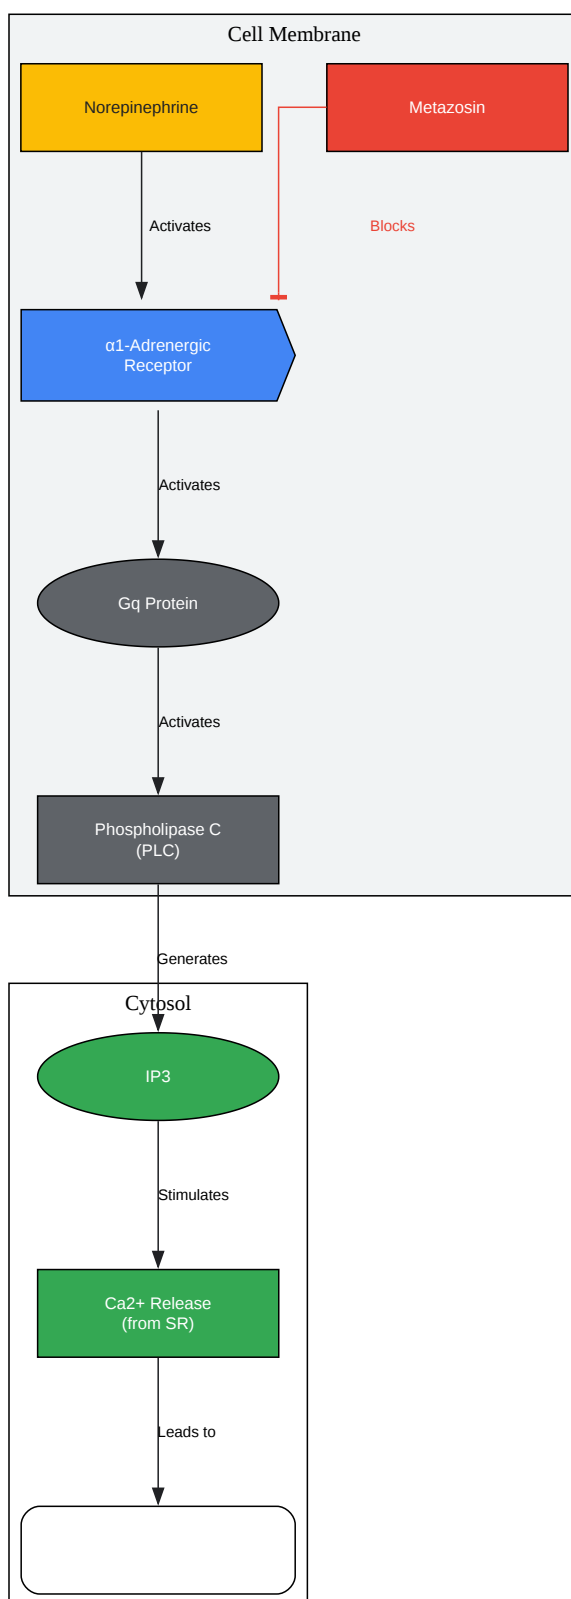 Cell Membrane
Norepinephrine
Metazosin
Activates
Blocks
α1-Adrenergic
Receptor
Activates
Gq Protein
Activates
Phospholipase C
(PLC)
Generates
Cytosol
IP3
Stimulates
Ca2+ Release
(from SR)
Leads to